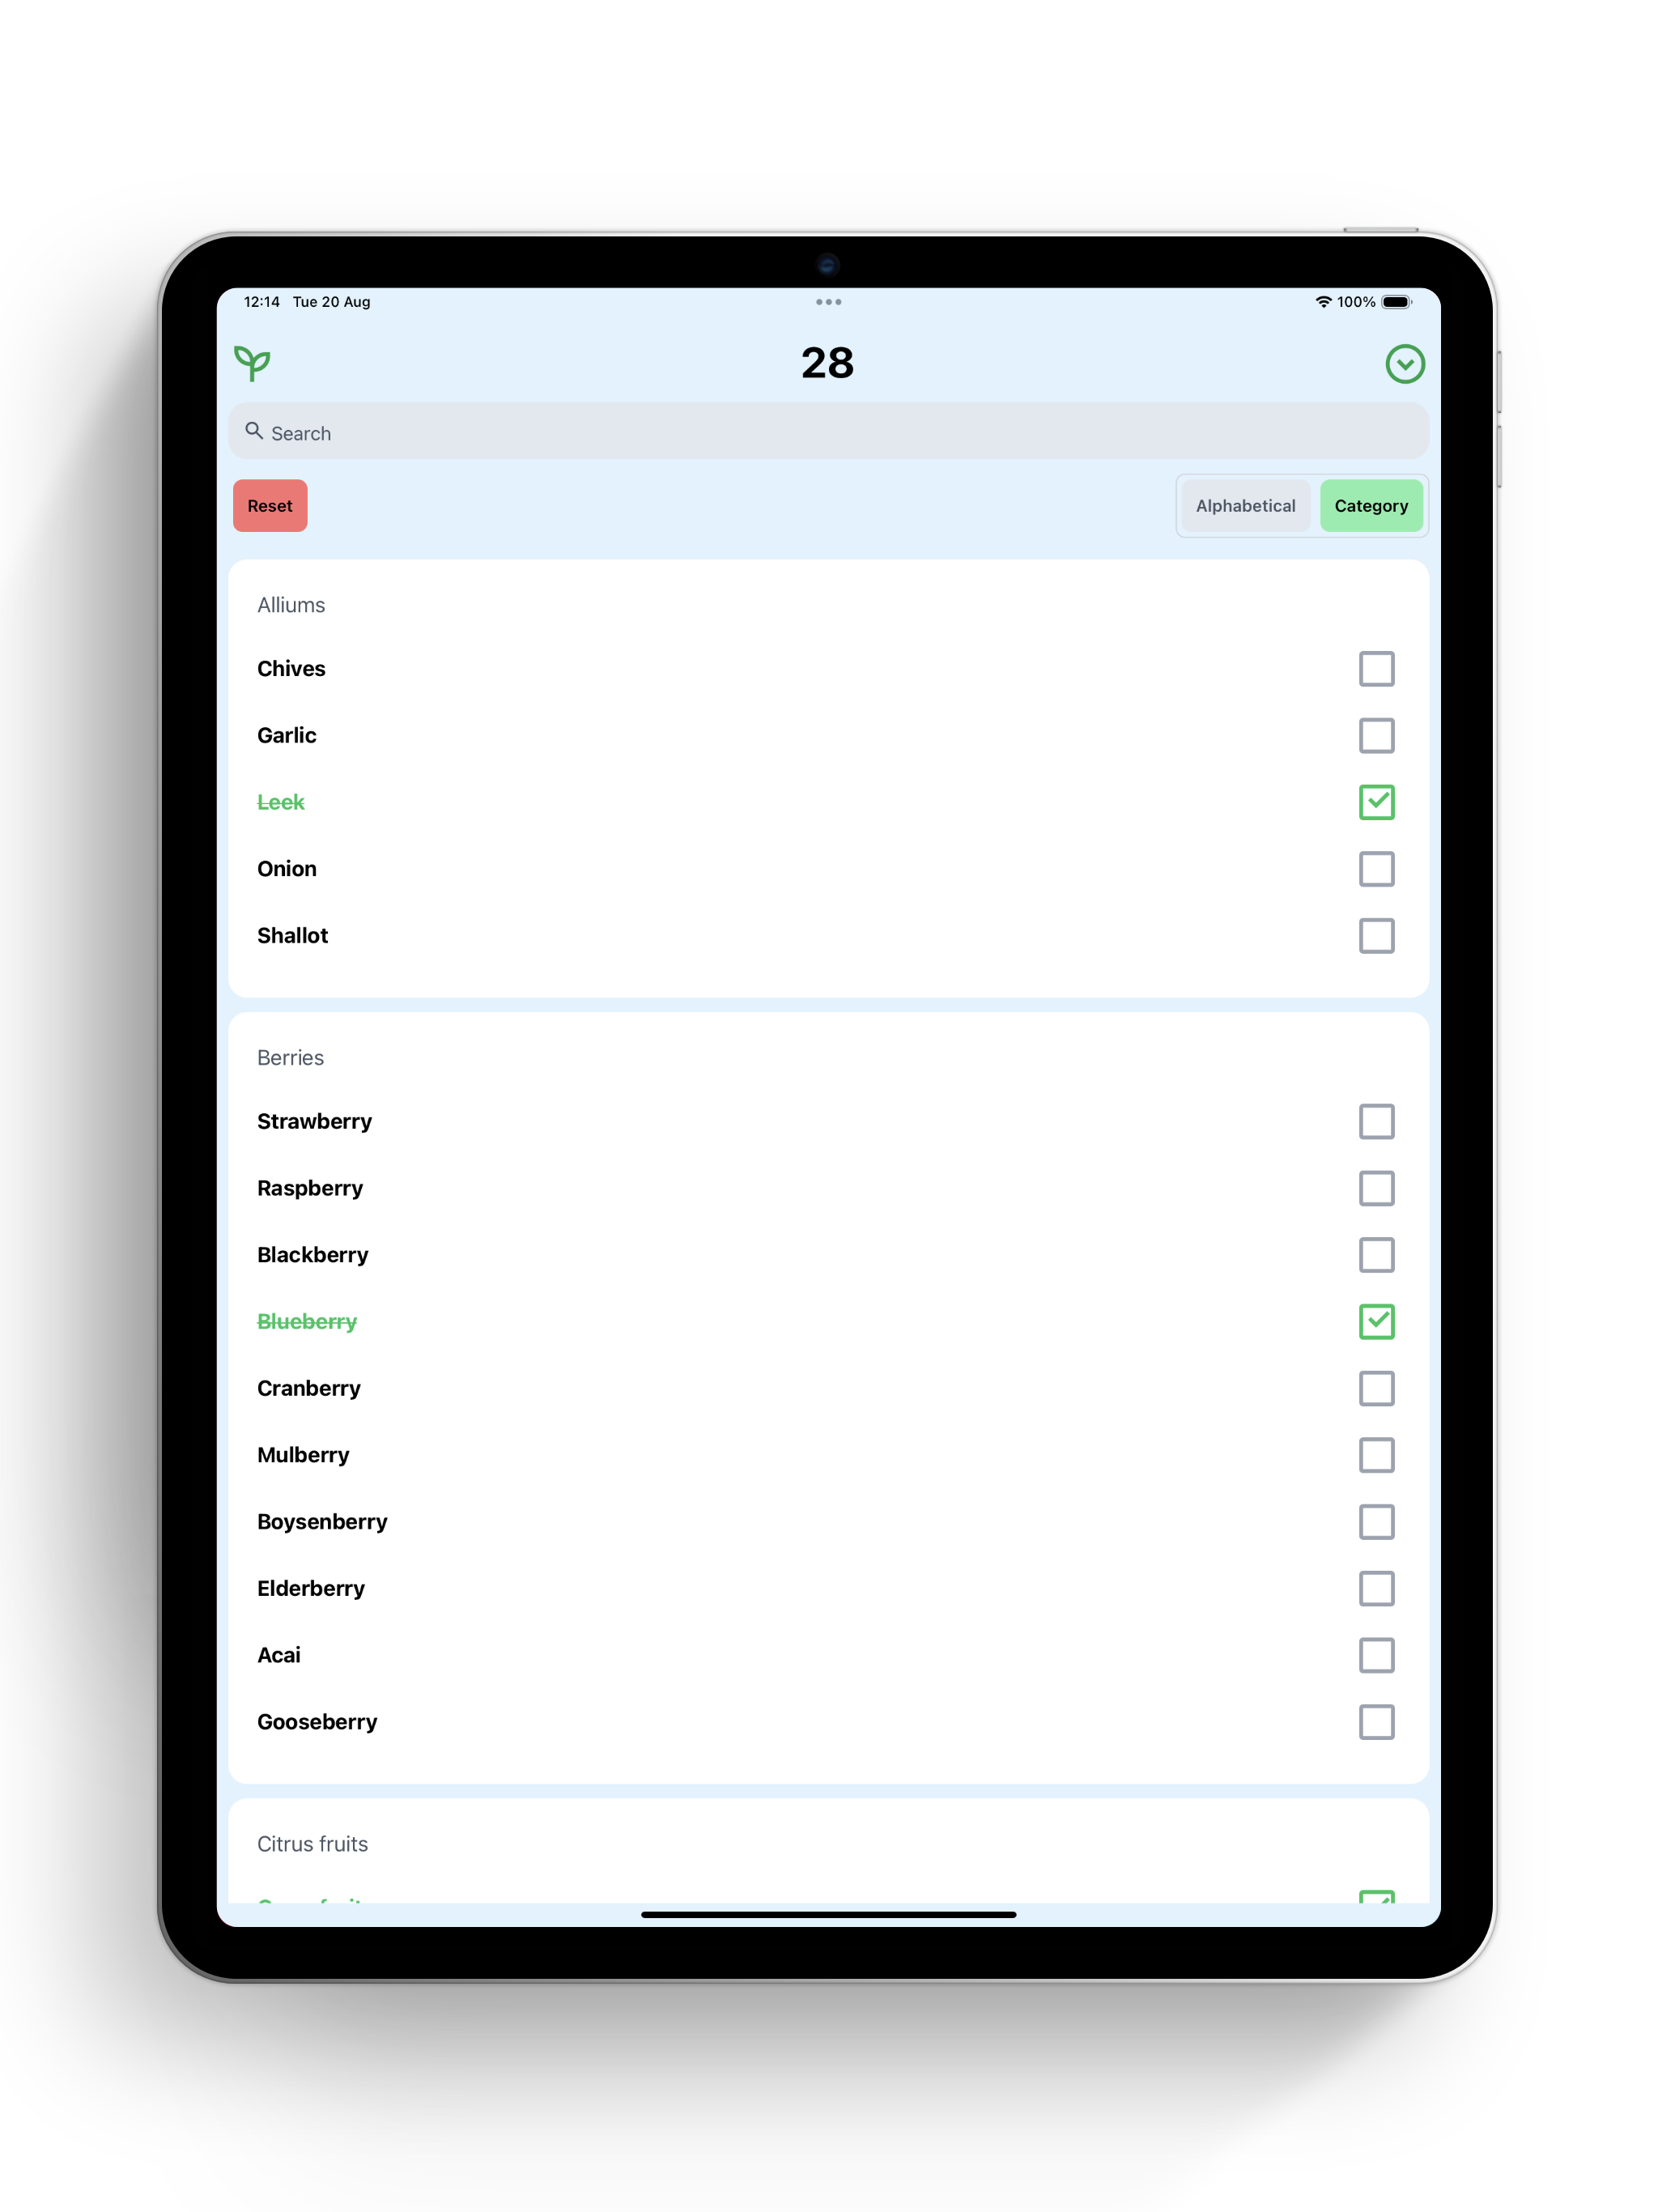 12:14 Tue 20 Aug
100%
28
Search
Reset
Alphabetical
Category
Alliums
Chives
Garlic
Leek
Onion
Shallot
Berries
Strawberry
Raspberry
Blackberry
Blueberry
Cranberry
Mulberry
Boysenberry
Elderberry
Acai
Gooseberry
Citrus fruits